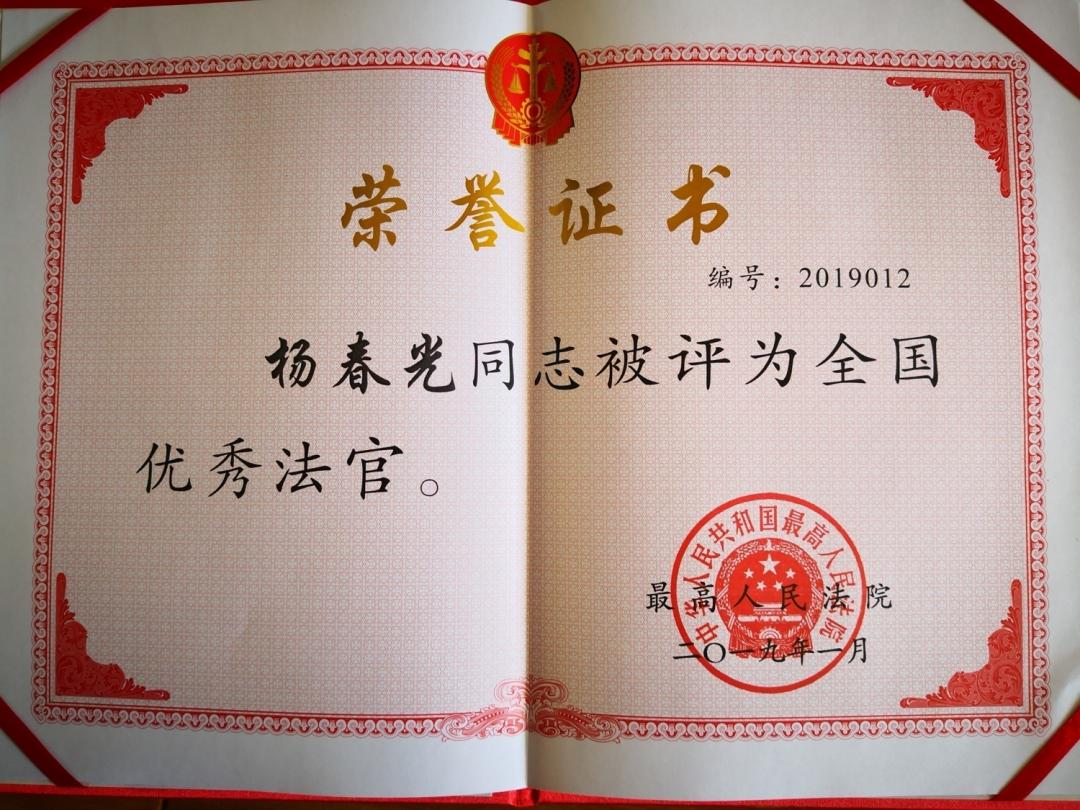 荣誉证书
编号：2019012
杨春光同志被评为全国
优秀法官。
中华人民共和国最高人民法院
最高人民法院
二〇一九年一月